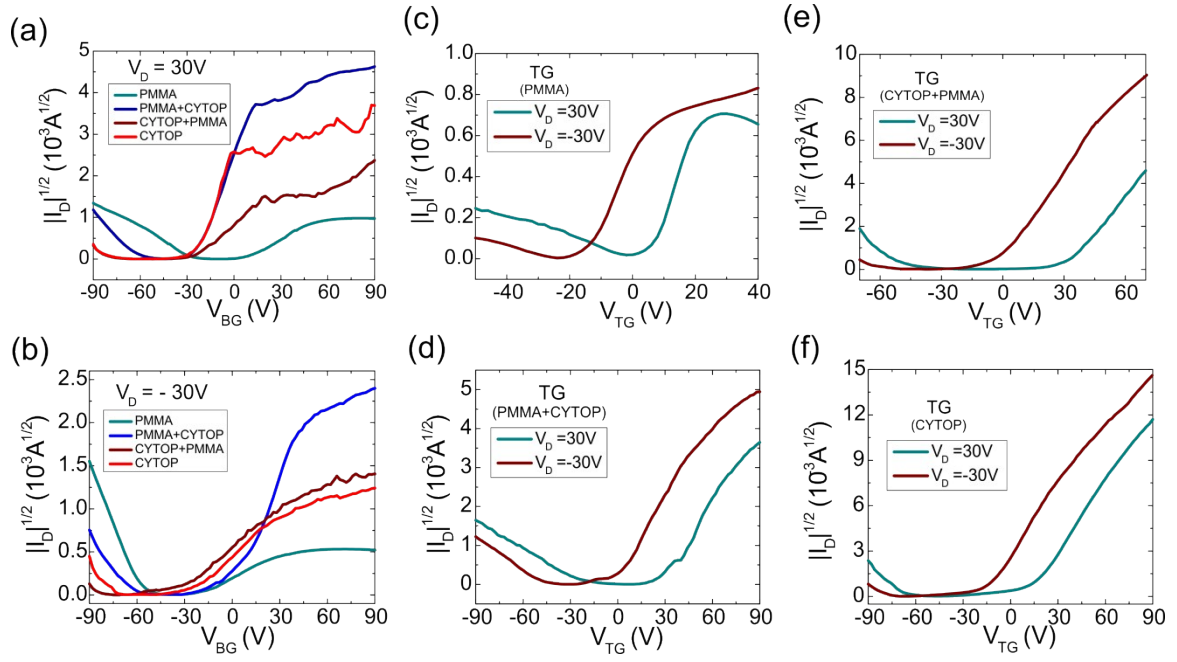 (a)
V_D = 30V
PMMA
PMMA+CYTOP
CYTOP+PMMA
CYTOP
|I_D|^1/2 (10^3A^1/2)
5
4
3
2
1
0
-90 -60 -30 0 30 60 90
V_BG (V)
(b)
V_D = - 30V
PMMA
PMMA+CYTOP
CYTOP+PMMA
CYTOP
|I_D|^1/2 (10^3A^1/2)
2.5
2.0
1.5
1.0
0.5
0.0
-90 -60 -30 0 30 60 90
V_BG (V)
(c)
TG
(PMMA)
V_D =30V
V_D =-30V
|I_D|^1/2 (10^3A^1/2)
1.0
0.8
0.6
0.4
0.2
0.0
-40 -20 0 20 40
V_TG (V)
(d)
TG
(PMMA+CYTOP)
V_D =30V
V_D =-30V
|I_D|^1/2 (10^3A^1/2)
5
4
3
2
1
0
-90 -60 -30 0 30 60 90
V_TG (V)
(e)
TG
(CYTOP+PMMA)
V_D =30V
V_D =-30V
|I_D|^1/2 (10^3A^1/2)
10
8
6
4
2
0
-60 -40 -20 0 20 40 60
V_TG (V)
(f)
TG
(CYTOP)
V_D =30V
V_D =-30V
|I_D|^1/2 (10^3A^1/2)
15
12
9
6
3
0
-90 -60 -30 0 30 60 90
V_TG (V)